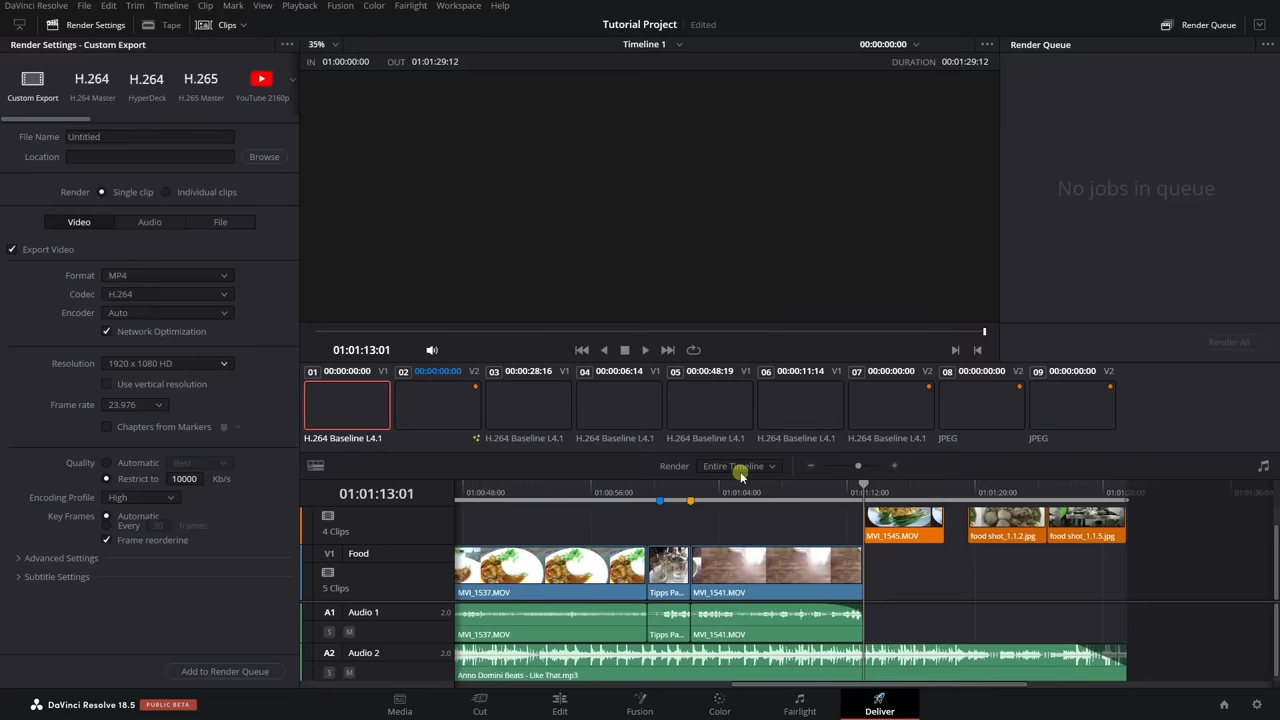 DaVinci Resolve File Edit Trim Timeline Clip Mark View Playback Fusion Color Fairlight Workspace Help
Render Settings Tape Clips Tutorial Project Edited Render Queue
Render Settings - Custom Export 35% Timeline 1 00:00:00:00 Render Queue
IN 01:00:00:00 OUT 01:01:29:12 DURATION 00:01:29:12
H.264 H.264 H.265
Custom Export H.264 Master HyperDeck H.265 Master YouTube 2160p
File Name Untitled
Location Browse
Render Single clip Individual clips
No jobs in queue
Video Audio File
Export Video
Format MP4
Codec H.264
Encoder Auto
Network Optimization
01:01:13:01 Render All
Resolution 1920 x 1080 HD
01 00:00:00:00 V1 02 00:00:00:00 V2 03 00:00:28:16 V1 04 00:00:06:14 V1 05 00:00:48:19 V1 06 00:00:11:14 V1 07 00:00:00:00 V2 08 00:00:00:00 V2 09 00:00:00:00 V2
Use vertical resolution
Frame rate 23.976
Chapters from Markers
H.264 Baseline L4.1 H.264 Baseline L4.1 H.264 Baseline L4.1 H.264 Baseline L4.1 H.264 Baseline L4.1 H.264 Baseline L4.1 JPEG JPEG
Quality Automatic Best
Render Entire Timeline
Restrict to 10000 Kb/s
Encoding Profile High
Key Frames Automatic
Every 30 frames
Frame reordering
Advanced Settings
Subtitle Settings
Add to Render Queue
01:01:13:01 01:00:48:00 01:00:56:00 01:01:04:00 01:01:12:00 01:01:20:00 01:01:36:00
4 Clips MVI_1545.MOV food shot_1.1.2.jpg food shot_1.1.5.jpg
V1 Food
5 Clips MVI_1537.MOV Tipps Pa... MVI_1541.MOV
A1 Audio 1 2.0
S M MVI_1537.MOV Tipps Pa... MVI_1541.MOV
A2 Audio 2 2.0
S M Anno Domini Beats - Like That.mp3
DaVinci Resolve 18.5 PUBLIC BETA Media Cut Edit Fusion Color Fairlight Deliver